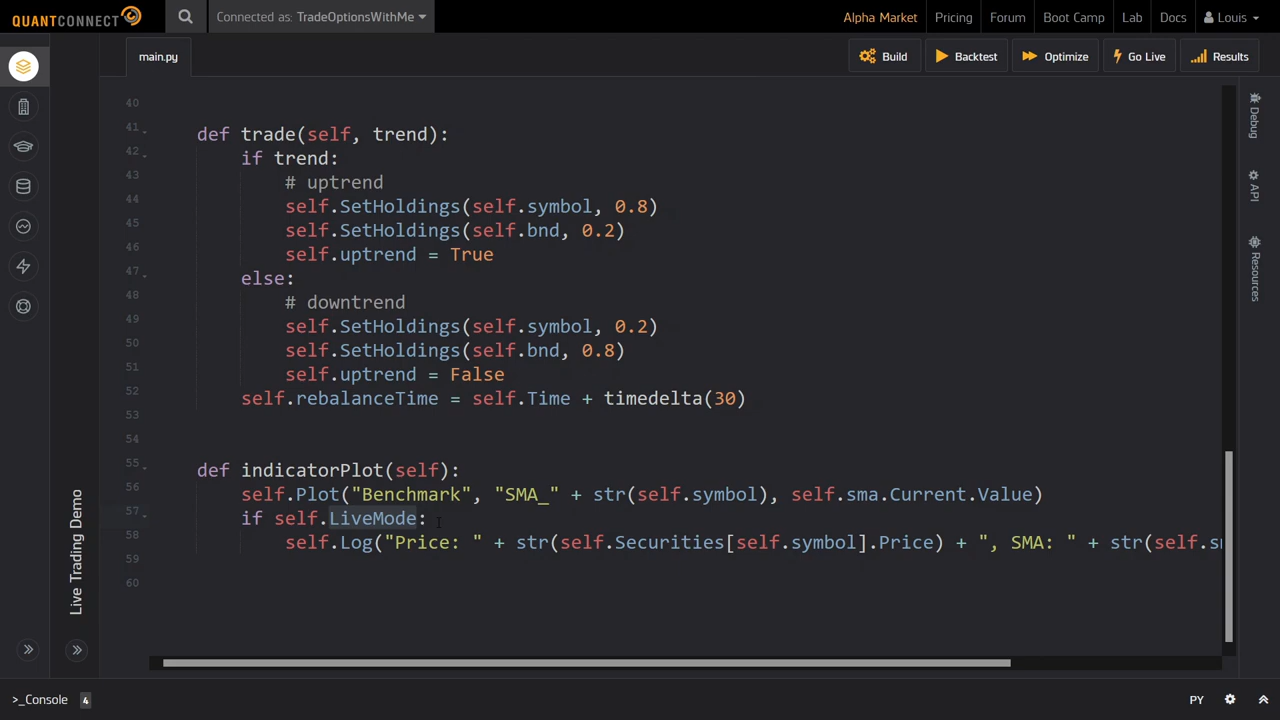 QUANTCONNECT
Connected as: TradeOptionsWithMe
Alpha Market
Pricing
Forum
Boot Camp
Lab
Docs
Louis
main.py
Build
Backtest
Optimize
Go Live
Results
40
41 def trade(self, trend):
42 if trend:
43 # uptrend
44 self.SetHoldings(self.symbol, 0.8)
45 self.SetHoldings(self.bnd, 0.2)
46 self.uptrend = True
47 else:
48 # downtrend
49 self.SetHoldings(self.symbol, 0.2)
50 self.SetHoldings(self.bnd, 0.8)
51 self.uptrend = False
52 self.rebalanceTime = self.Time + timedelta(30)
53
54
55 def indicatorPlot(self):
56 self.Plot("Benchmark", "SMA_" + str(self.symbol), self.sma.Current.Value)
57 if self.LiveMode:
58 self.Log("Price: " + str(self.Securities[self.symbol].Price) + ", SMA: " + str(self.sm
59
60
Live Trading Demo
Debug
API
Resources
>_Console 4
PY